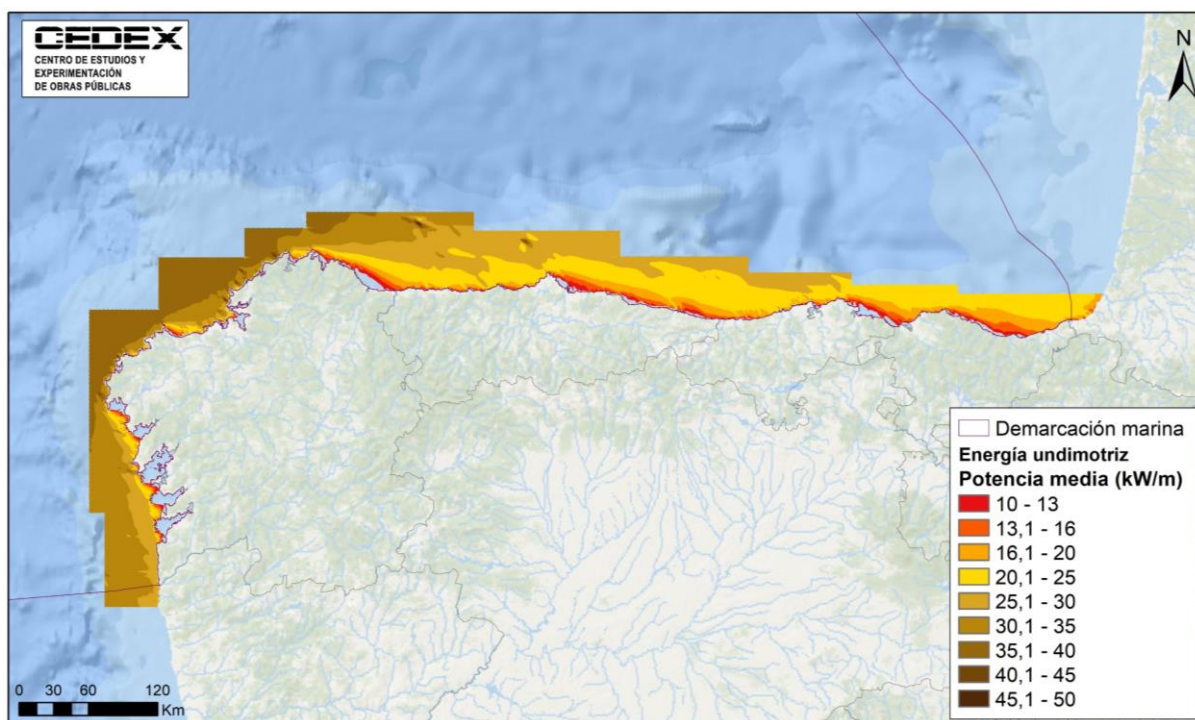 CEDEX
CENTRO DE ESTUDIOS Y
EXPERIMENTACIÓN
DE OBRAS PÚBLICAS
N
Demarcación marina
Energía undimotriz
Potencia media (kW/m)
10 - 13
13,1 - 16
16,1 - 20
20,1 - 25
25,1 - 30
30,1 - 35
35,1 - 40
40,1 - 45
45,1 - 50
0 30 60 120
Km